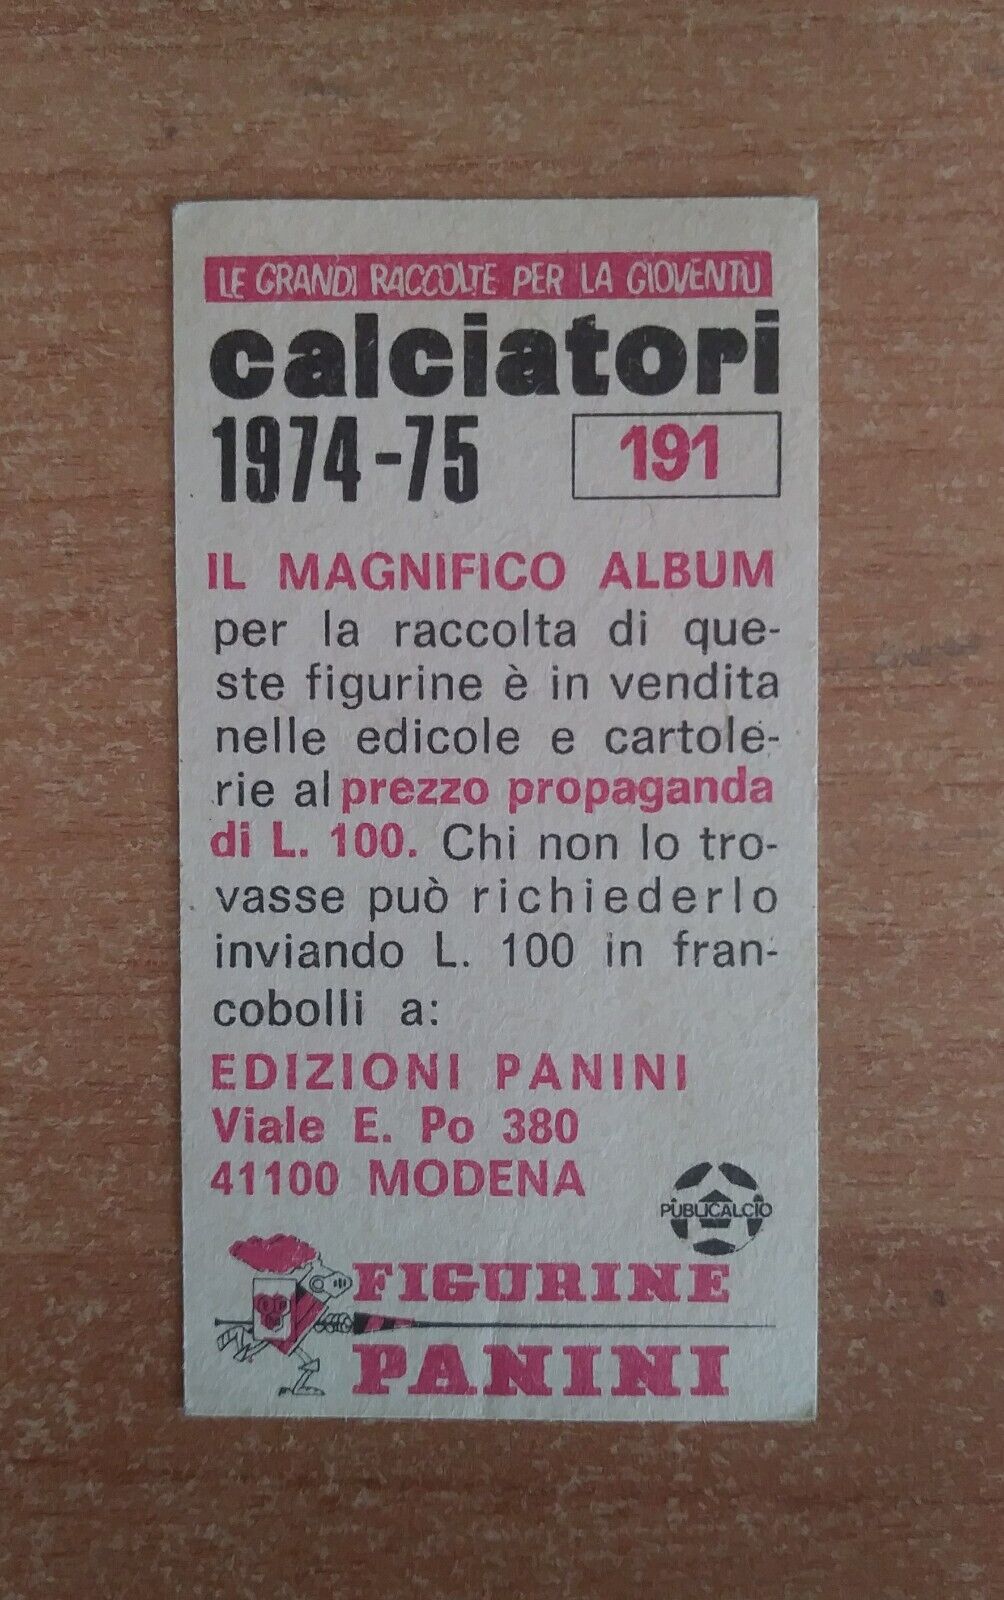 LE GRANDI RACCOLTE PER LA GIOVENTÙ
calciatori
1974-75 191
IL MAGNIFICO ALBUM
per la raccolta di que-
ste figurine è in vendita
nelle edicole e cartole-
rie al prezzo propaganda
di L. 100. Chi non lo tro-
vasse può richiederlo
inviando L. 100 in fran-
cobolli a:
EDIZIONI PANINI
Viale E. Po 380
41100 MODENA
PUBLICALCIO
FIGURINE
PANINI